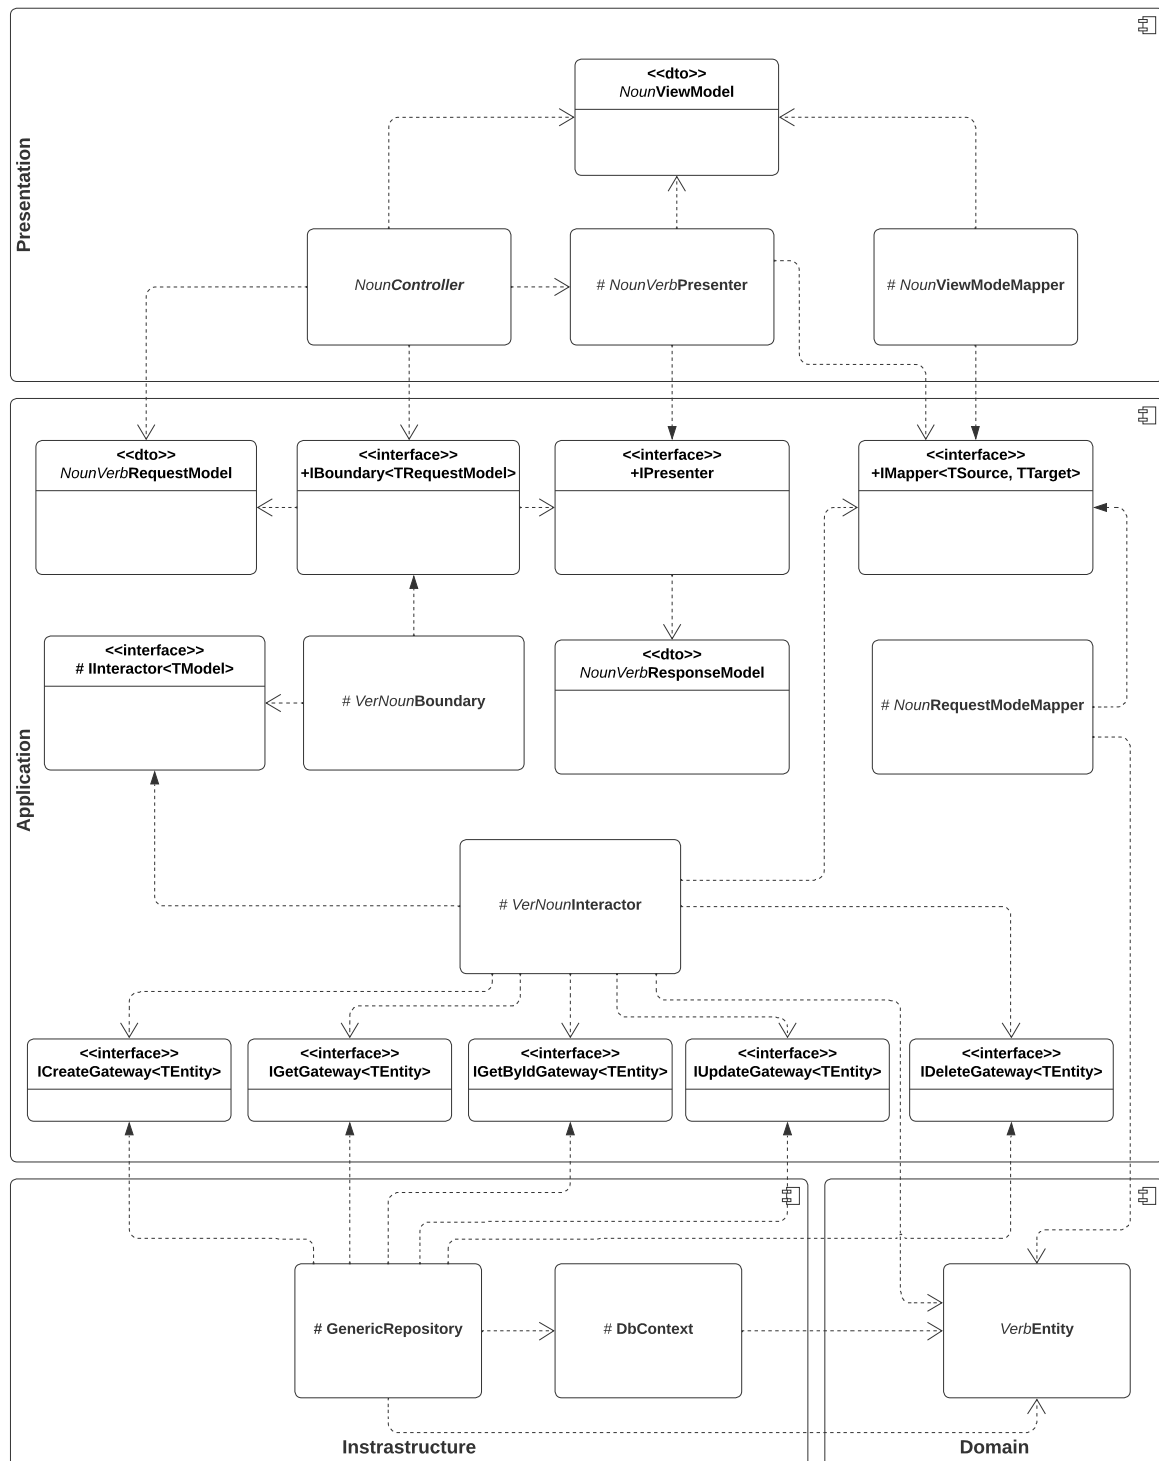 Presentation
<<dto>>
NounViewModel
NounController
# NounVerbPresenter
# NounViewModeMapper
Application
<<dto>>
NounVerbRequestModel
<<interface>>
+IBoundary<TRequestModel>
<<interface>>
+IPresenter
<<interface>>
+IMapper<TSource, TTarget>
<<interface>>
# IInteractor<TModel>
# VerNounBoundary
<<dto>>
NounVerbResponseModel
# NounRequestModeMapper
# VerNounInteractor
<<interface>>
ICreateGateway<TEntity>
<<interface>>
IGetGateway<TEntity>
<<interface>>
IGetByIdGateway<TEntity>
<<interface>>
IUpdateGateway<TEntity>
<<interface>>
IDeleteGateway<TEntity>
# GenericRepository
# DbContext
VerbEntity
Instrastructure
Domain